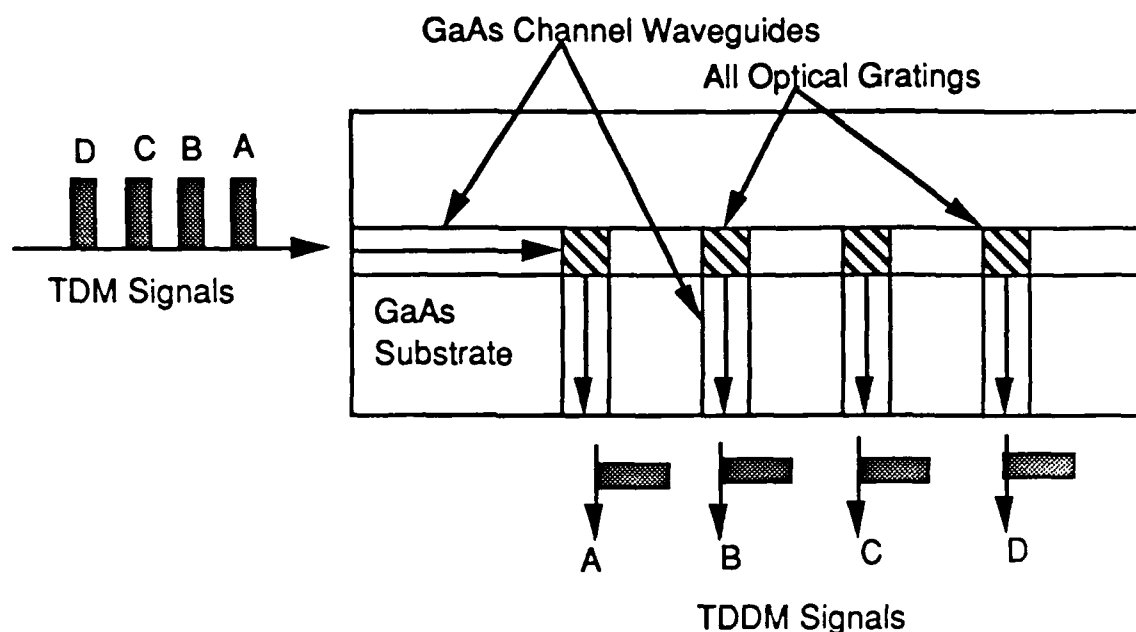 GaAs Channel Waveguides
All Optical Gratings
D C B A
TDM Signals
GaAs
Substrate
A B C D
TDDM Signals